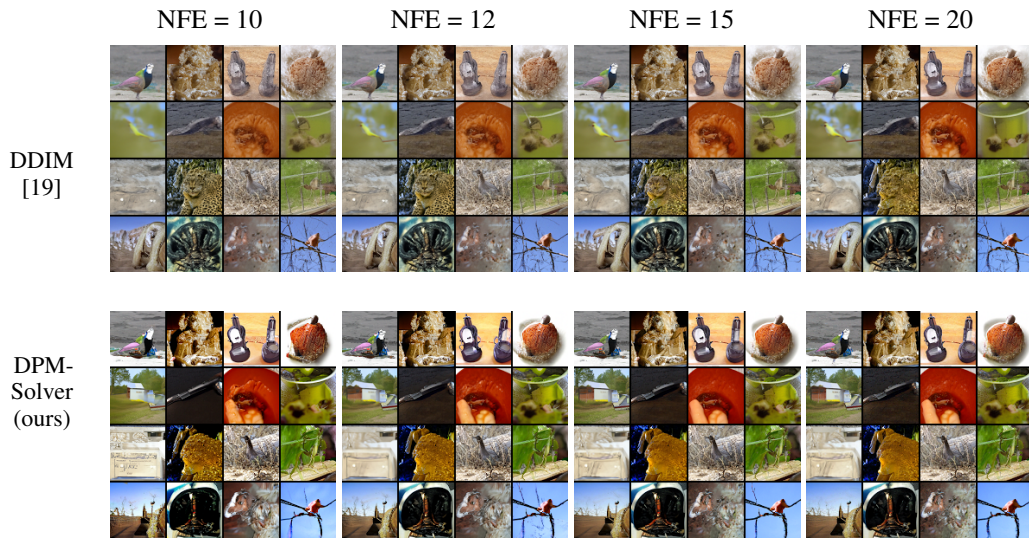 NFE = 10 NFE = 12 NFE = 15 NFE = 20
DDIM
[19]
DPM-
Solver
(ours)